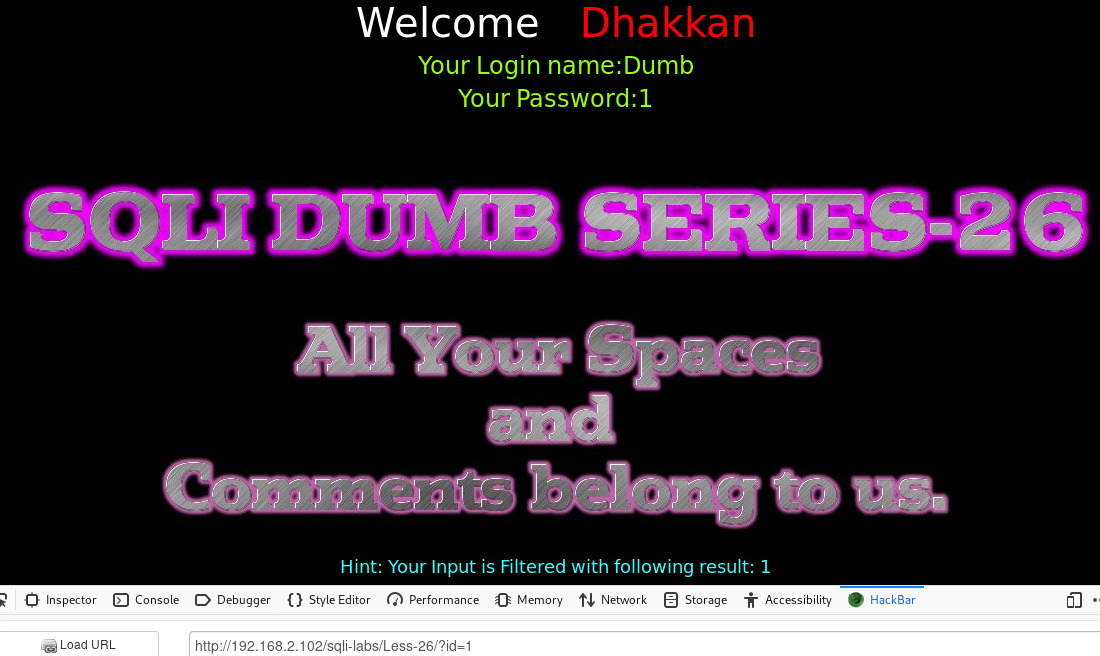 Welcome Dhakkan
Your Login name:Dumb
Your Password:1
SQLI DUMB SERIES-26
All Your Spaces
and
Comments belong to us.
Hint: Your Input is Filtered with following result: 1
Inspector Console Debugger Style Editor Performance Memory Network Storage Accessibility HackBar
Load URL http://192.168.2.102/sqli-labs/Less-26/?id=1